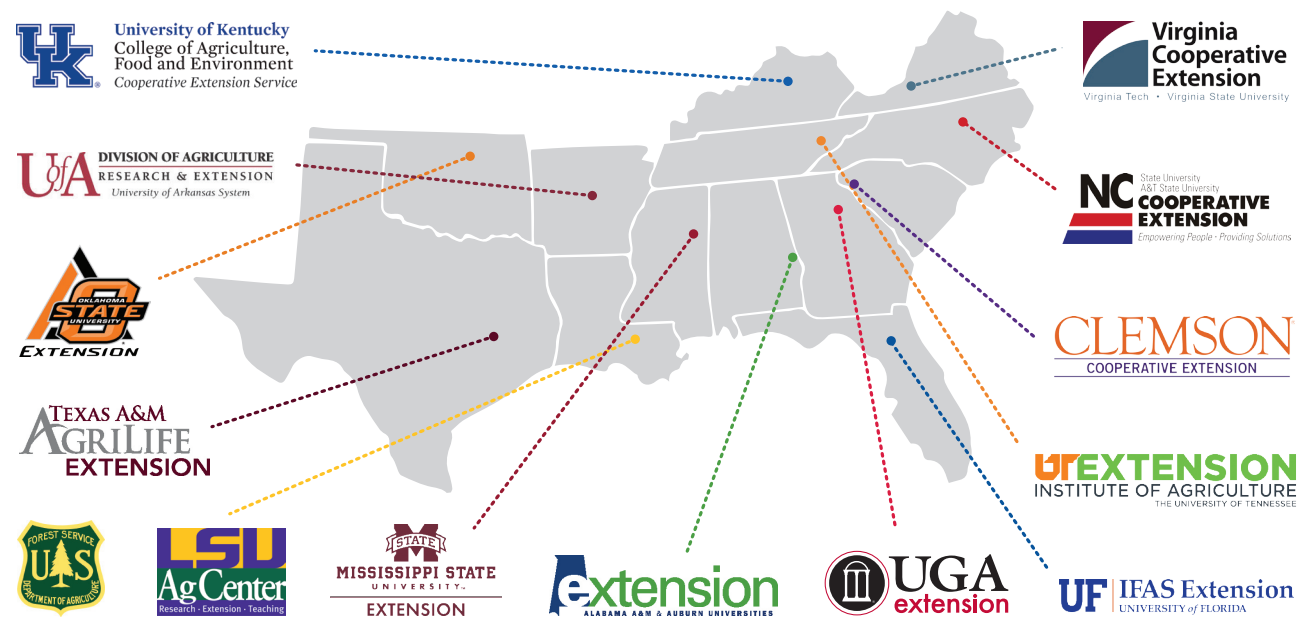 UK
University of Kentucky
College of Agriculture,
Food and Environment
Cooperative Extension Service
Virginia
Cooperative
Extension
Virginia Tech • Virginia State University
UofA
DIVISION OF AGRICULTURE
RESEARCH & EXTENSION
University of Arkansas System
NC
State University
A&T State University
COOPERATIVE
EXTENSION
Empowering People · Providing Solutions
OKLAHOMA
STATE
UNIVERSITY
EXTENSION
CLEMSON
COOPERATIVE EXTENSION
TEXAS A&M
AGRILIFE
EXTENSION
UT EXTENSION
INSTITUTE OF AGRICULTURE
THE UNIVERSITY OF TENNESSEE
FOREST SERVICE
U S
DEPARTMENT OF AGRICULTURE
LSU
AgCenter
Research · Extension · Teaching
M
STATE
MISSISSIPPI STATE
UNIVERSITY™
EXTENSION
extension
ALABAMA A&M & AUBURN UNIVERSITIES
UGA
extension
UF
IFAS Extension
UNIVERSITY of FLORIDA